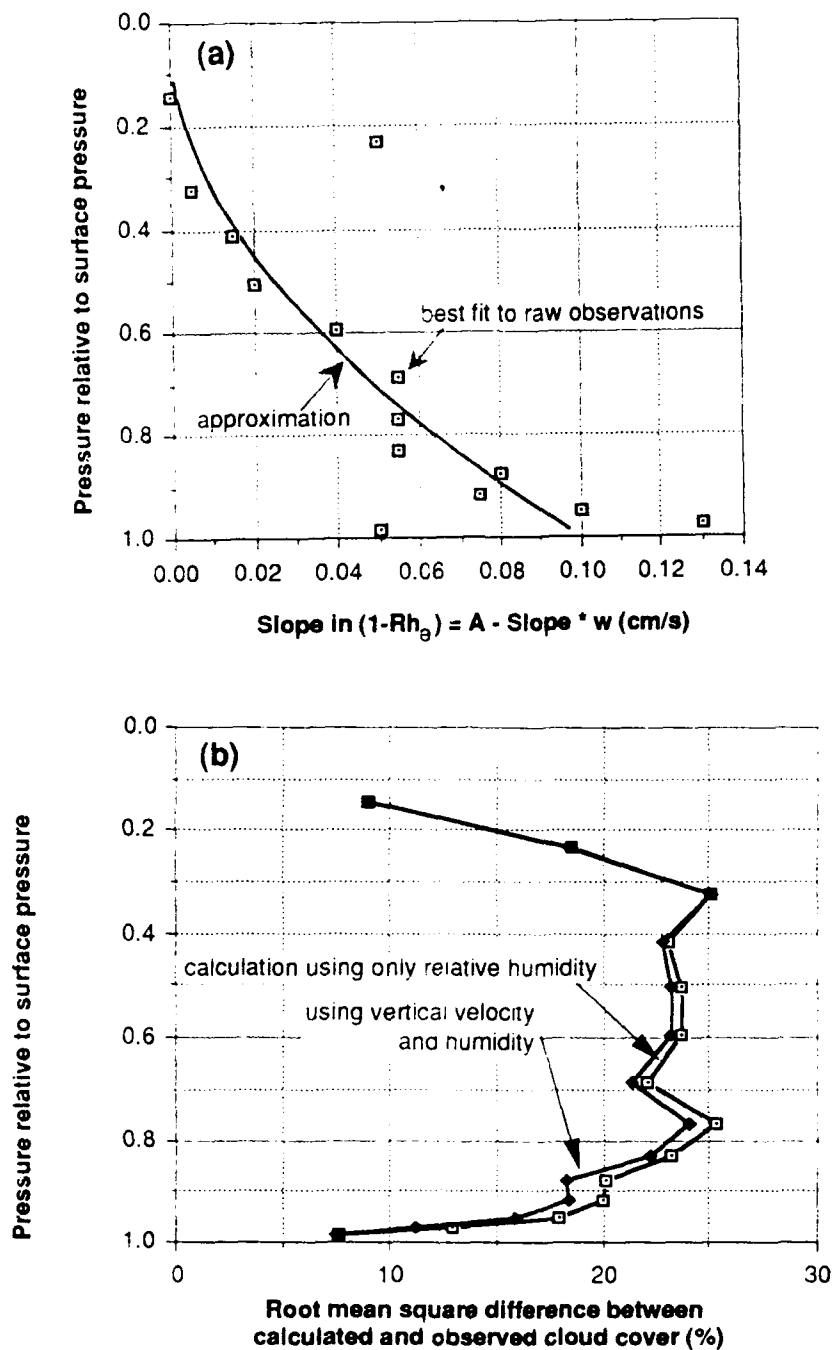 (a)
Pressure relative to surface pressure
0.0
0.2
0.4
0.6
0.8
1.0
best fit to raw observations
approximation
0.00 0.02 0.04 0.06 0.08 0.10 0.12 0.14
Slope in (1-Rhₑ) = A - Slope * w (cm/s)
(b)
Pressure relative to surface pressure
0.0
0.2
0.4
0.6
0.8
1.0
calculation using only relative humidity
using vertical velocity
and humidity
0 10 20 30
Root mean square difference between
calculated and observed cloud cover (%)